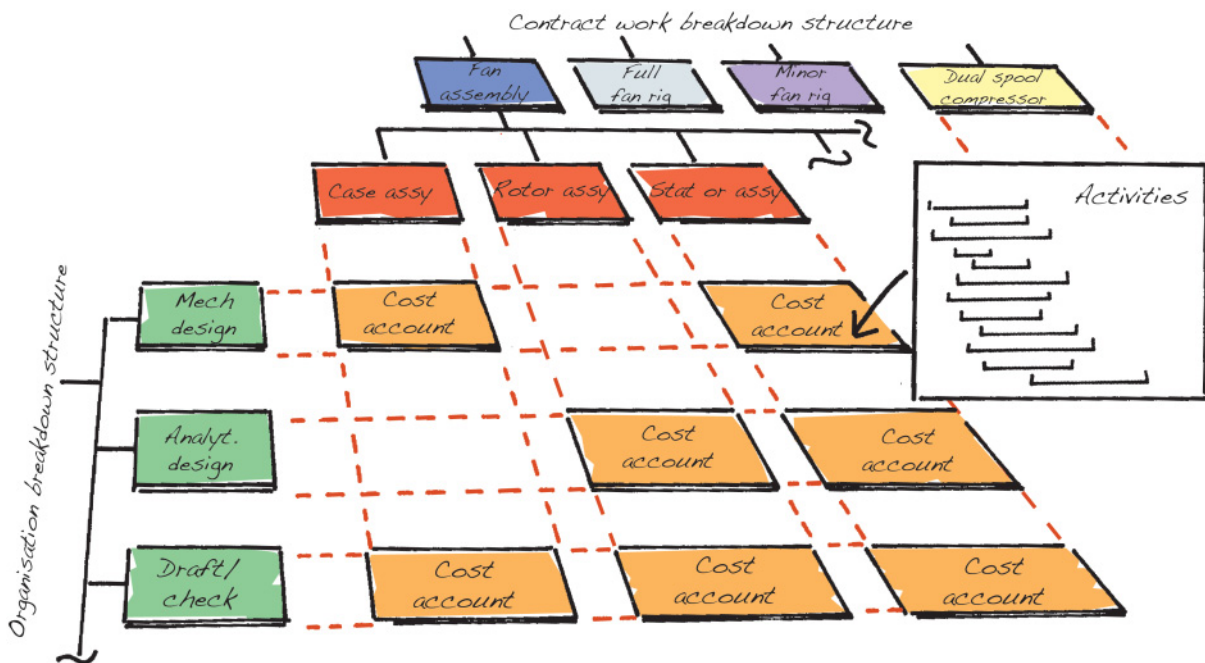 Contract work breakdown structure
Fan
assembly
Full
fan rig
Minor
fan rig
Dual spool
compressor
Case assy
Rotor assy
Stat or assy
Activities
Organisation breakdown structure
Mech
design
Cost
account
Cost
account
Analyt.
design
Cost
account
Cost
account
Draft/
check
Cost
account
Cost
account
Cost
account